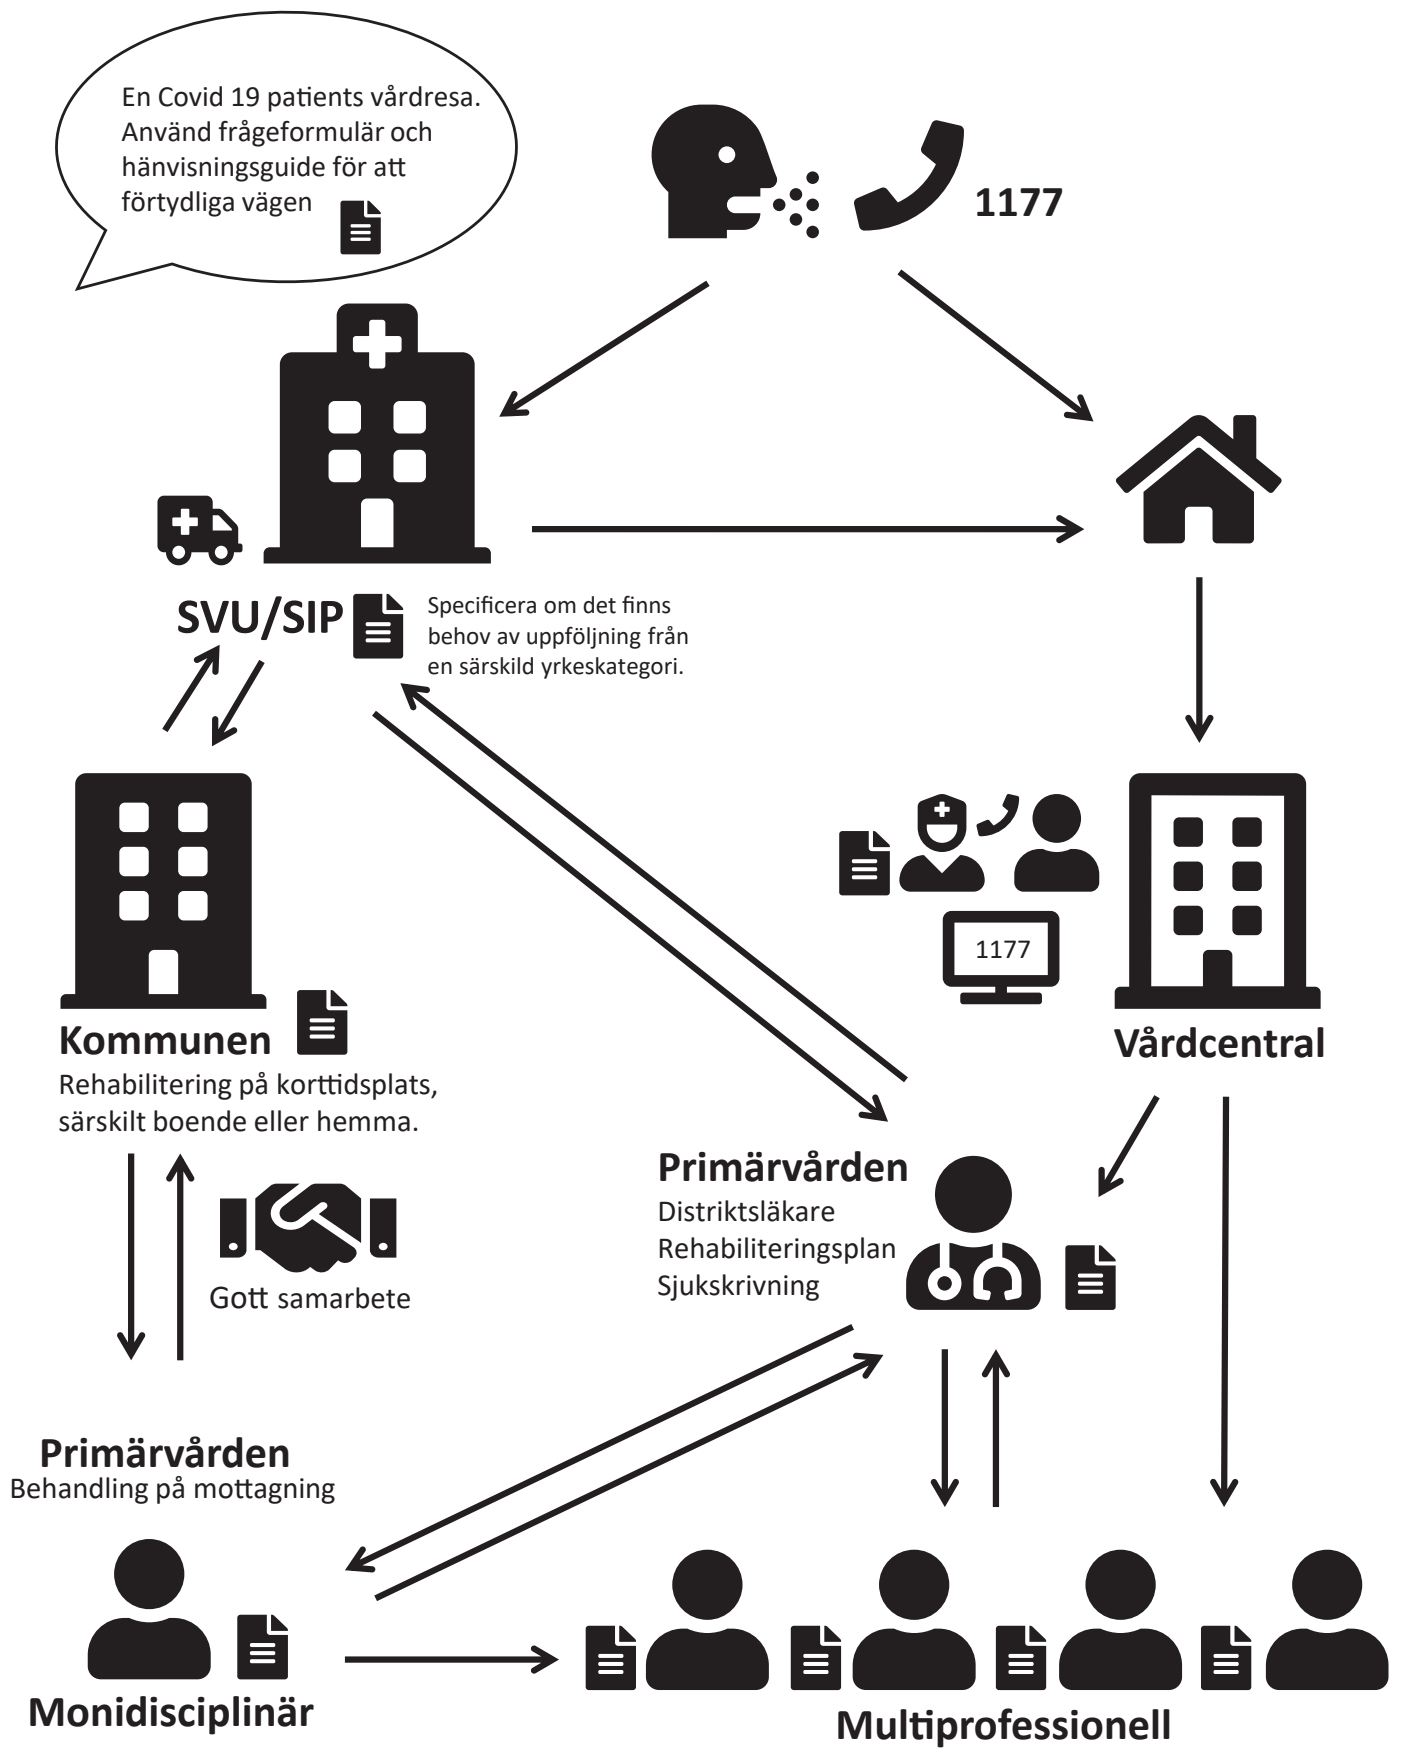 En Covid 19 patients vårdresa.
Använd frågeformulär och
hänvisningsguide för att
förtydliga vägen
1177
SVU/SIP
Specificera om det finns
behov av uppföljning från
en särskild yrkeskategori.
1177
Kommunen
Rehabilitering på korttidsplats,
särskilt boende eller hemma.
Vårdcentral
Gott samarbete
Primärvården
Distriktsläkare
Rehabiliteringsplan
Sjukskrivning
Primärvården
Behandling på mottagning
Monidisciplinär
Multiprofessionell